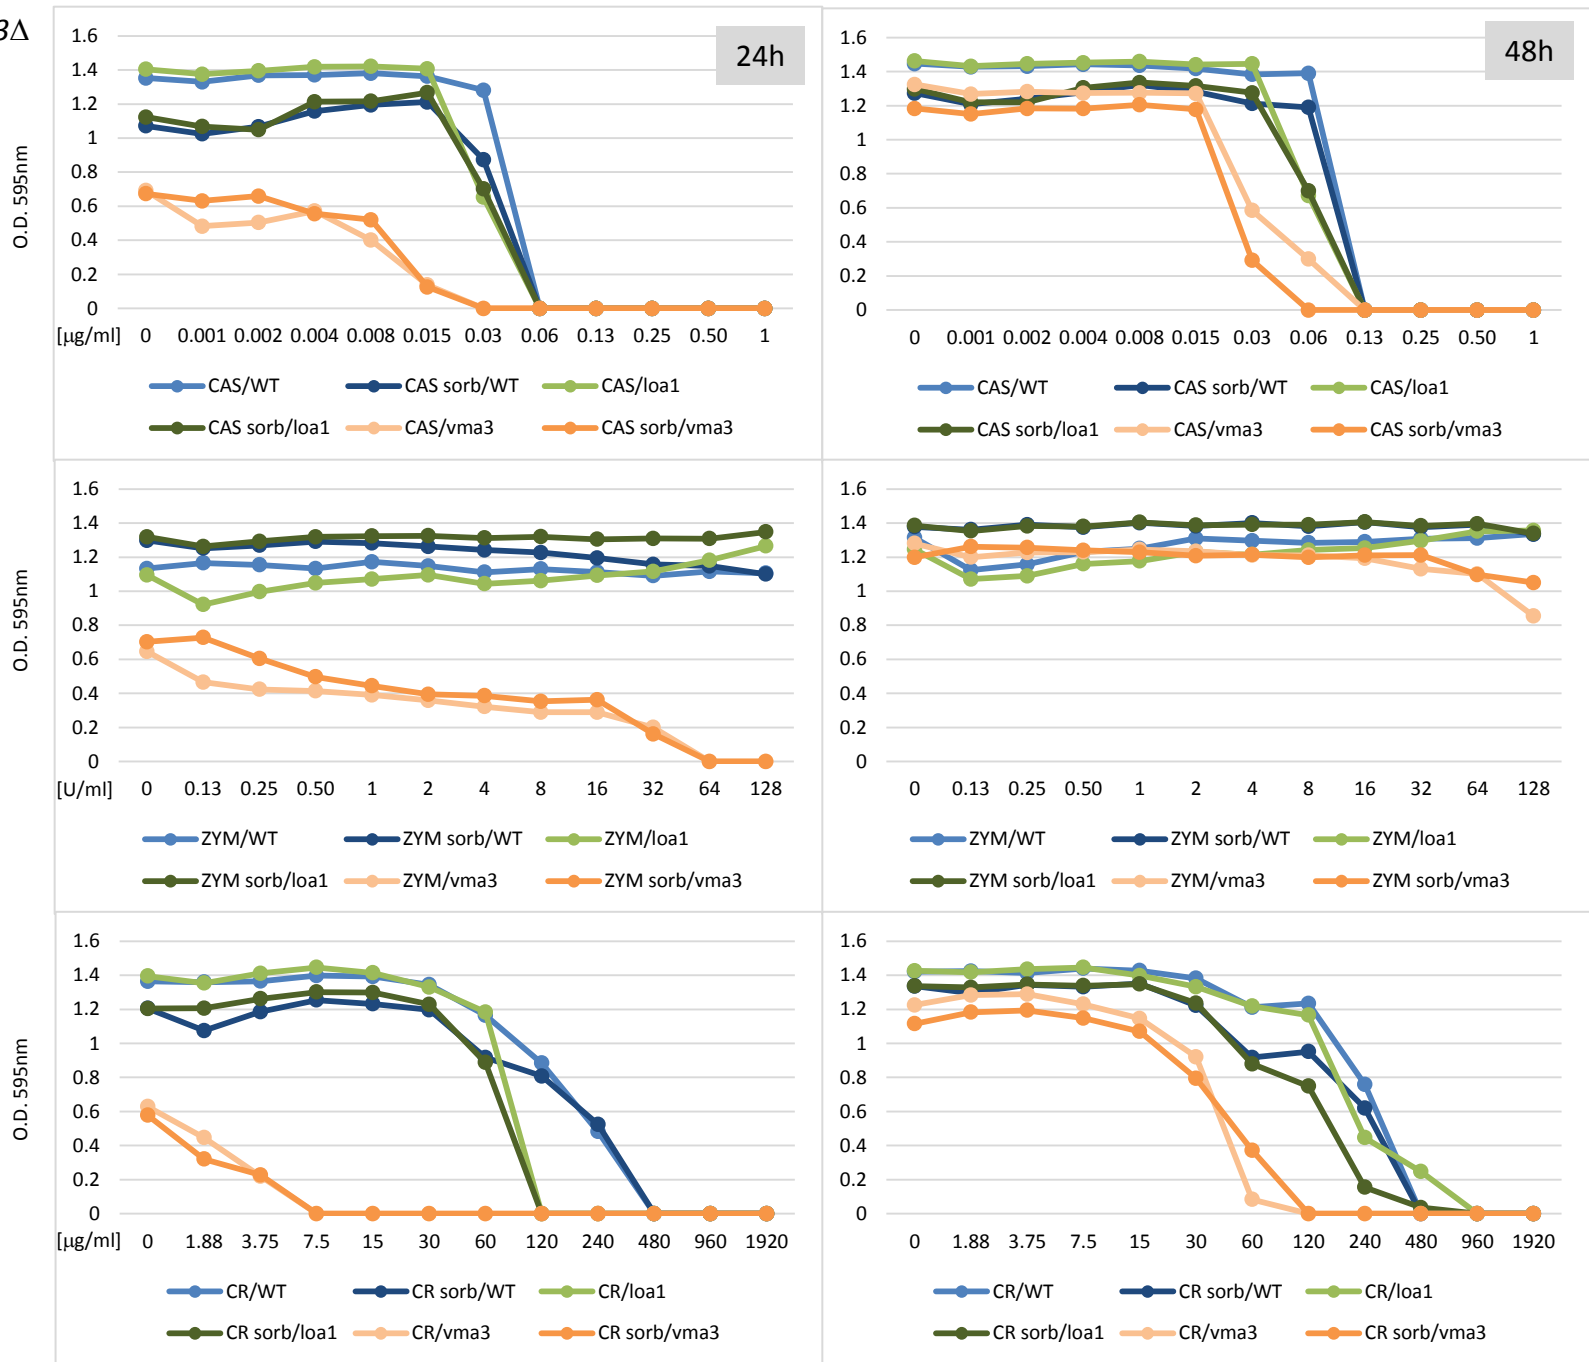 3Δ
24h
O.D. 595nm
1.6
1.4
1.2
1
0.8
0.6
0.4
0.2
0
[µg/ml] 0 0.001 0.002 0.004 0.008 0.015 0.03 0.06 0.13 0.25 0.50 1
CAS/WT CAS sorb/WT CAS/loa1
CAS sorb/loa1 CAS/vma3 CAS sorb/vma3
48h
1.6
1.4
1.2
1
0.8
0.6
0.4
0.2
0
0 0.001 0.002 0.004 0.008 0.015 0.03 0.06 0.13 0.25 0.50 1
CAS/WT CAS sorb/WT CAS/loa1
CAS sorb/loa1 CAS/vma3 CAS sorb/vma3
O.D. 595nm
1.6
1.4
1.2
1
0.8
0.6
0.4
0.2
0
[U/ml] 0 0.13 0.25 0.50 1 2 4 8 16 32 64 128
ZYM/WT ZYM sorb/WT ZYM/loa1
ZYM sorb/loa1 ZYM/vma3 ZYM sorb/vma3
1.6
1.4
1.2
1
0.8
0.6
0.4
0.2
0
0 0.13 0.25 0.50 1 2 4 8 16 32 64 128
ZYM/WT ZYM sorb/WT ZYM/loa1
ZYM sorb/loa1 ZYM/vma3 ZYM sorb/vma3
O.D. 595nm
1.6
1.4
1.2
1
0.8
0.6
0.4
0.2
0
[µg/ml] 0 1.88 3.75 7.5 15 30 60 120 240 480 960 1920
CR/WT CR sorb/WT CR/loa1
CR sorb/loa1 CR/vma3 CR sorb/vma3
1.6
1.4
1.2
1
0.8
0.6
0.4
0.2
0
0 1.88 3.75 7.5 15 30 60 120 240 480 960 1920
CR/WT CR sorb/WT CR/loa1
CR sorb/loa1 CR/vma3 CR sorb/vma3